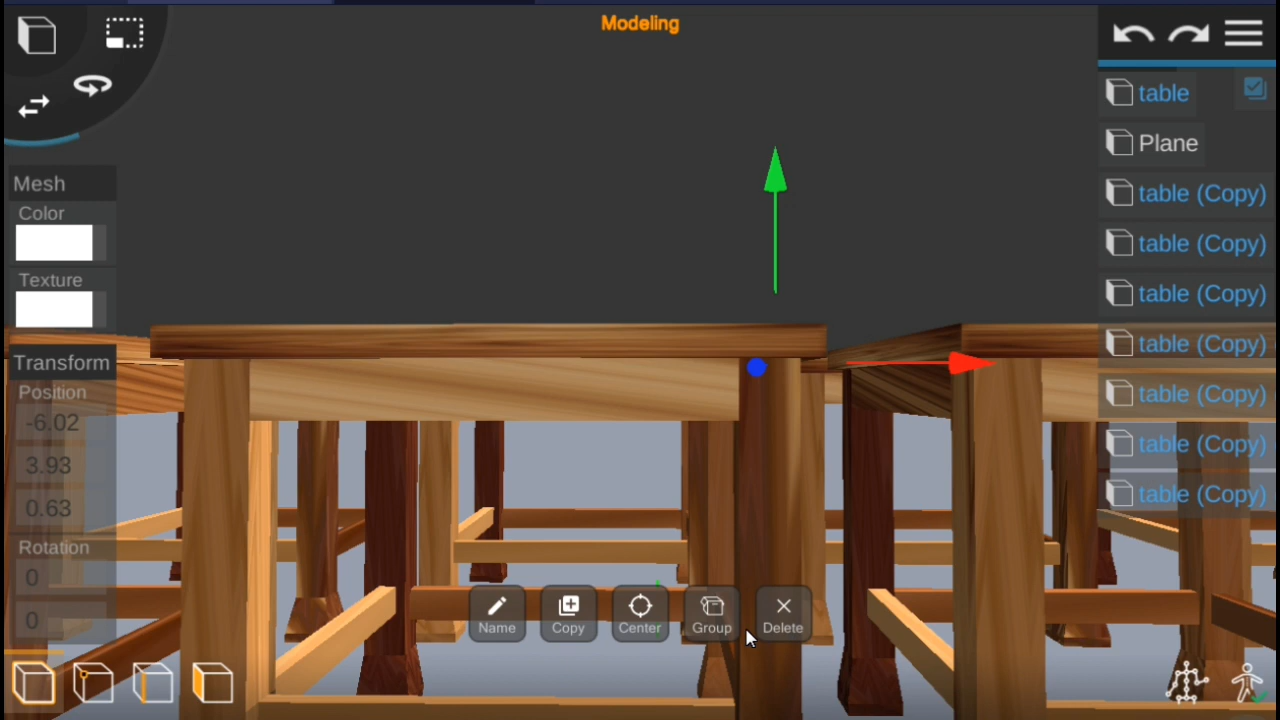 Modeling
Mesh
Color
Texture
Transform
Position
-6.02
3.93
0.63
Rotation
0
0
Name
Copy
Center
Group
Delete
table
Plane
table (Copy)
table (Copy)
table (Copy)
table (Copy)
table (Copy)
table (Copy)
table (Copy)